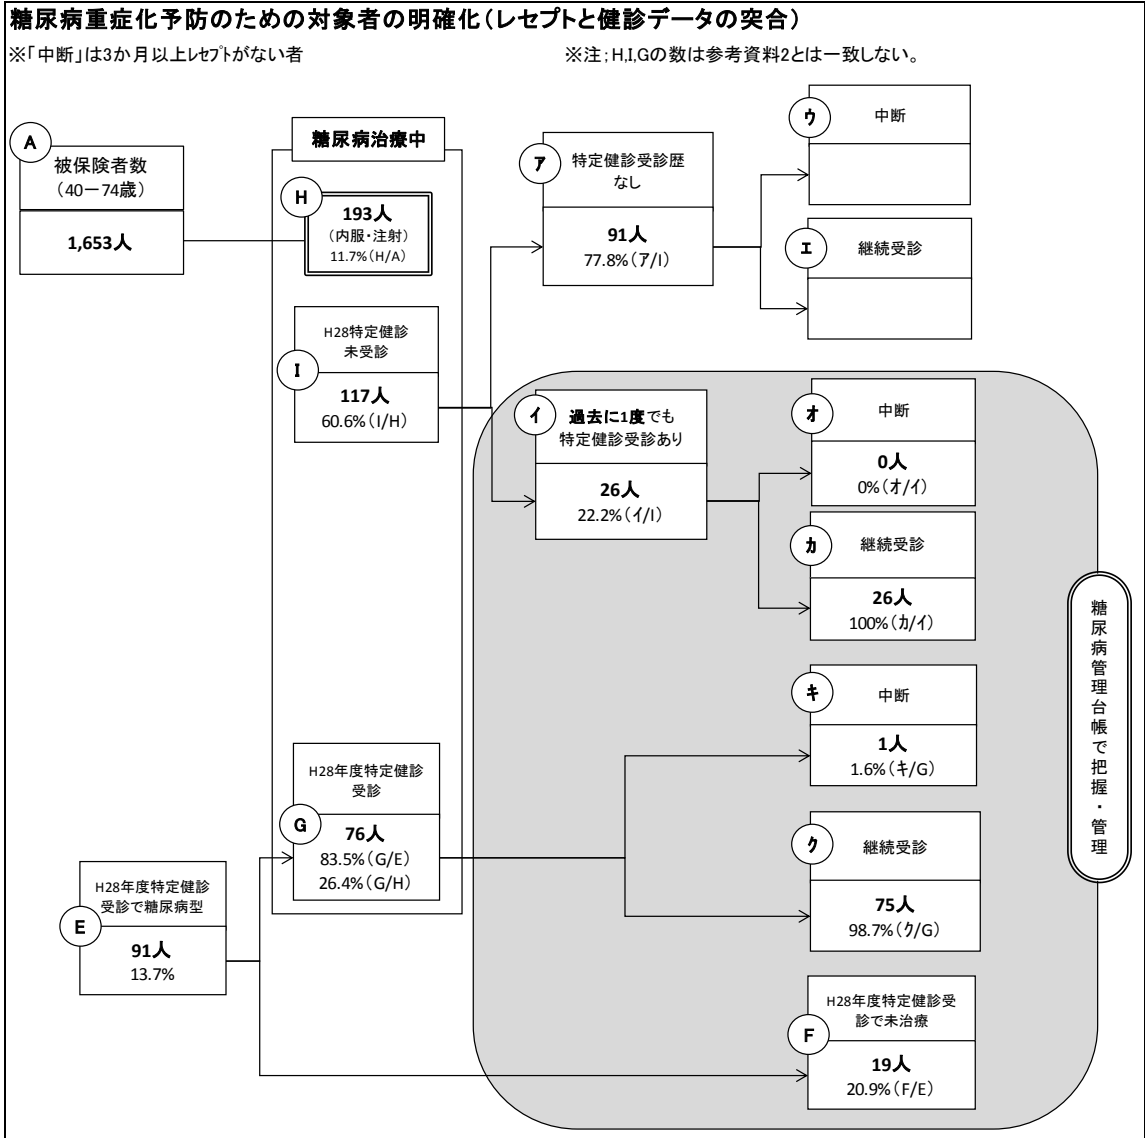 糖尿病重症化予防のための対象者の明確化（レセプトと健診データの突合）
※「中断」は3か月以上ﾚｾﾌﾟﾄがない者
※注；H,I,Gの数は参考資料2とは一致しない。
A
被保険者数
（40－74歳）
1,653人
糖尿病治療中
H
193人
（内服・注射）
11.7%（H/A）
I
H28特定健診
未受診
117人
60.6%（I/H）
ア
特定健診受診歴
なし
91人
77.8%（ｱ/I）
ウ
中断
エ
継続受診
イ
過去に1度でも
特定健診受診あり
26人
22.2%（ｲ/I）
オ
中断
0人
0%（ｵ/ｲ）
カ
継続受診
26人
100%（ｶ/ｲ）
キ
中断
1人
1.6%（ｷ/G）
G
H28年度特定健診
受診
76人
83.5%（G/E）
26.4%（G/H）
ク
継続受診
75人
98.7%（ｸ/G）
E
H28年度特定健診
受診で糖尿病型
91人
13.7%
F
H28年度特定健診受
診で未治療
19人
20.9%（F/E）
糖尿病管理台帳で把握・管理